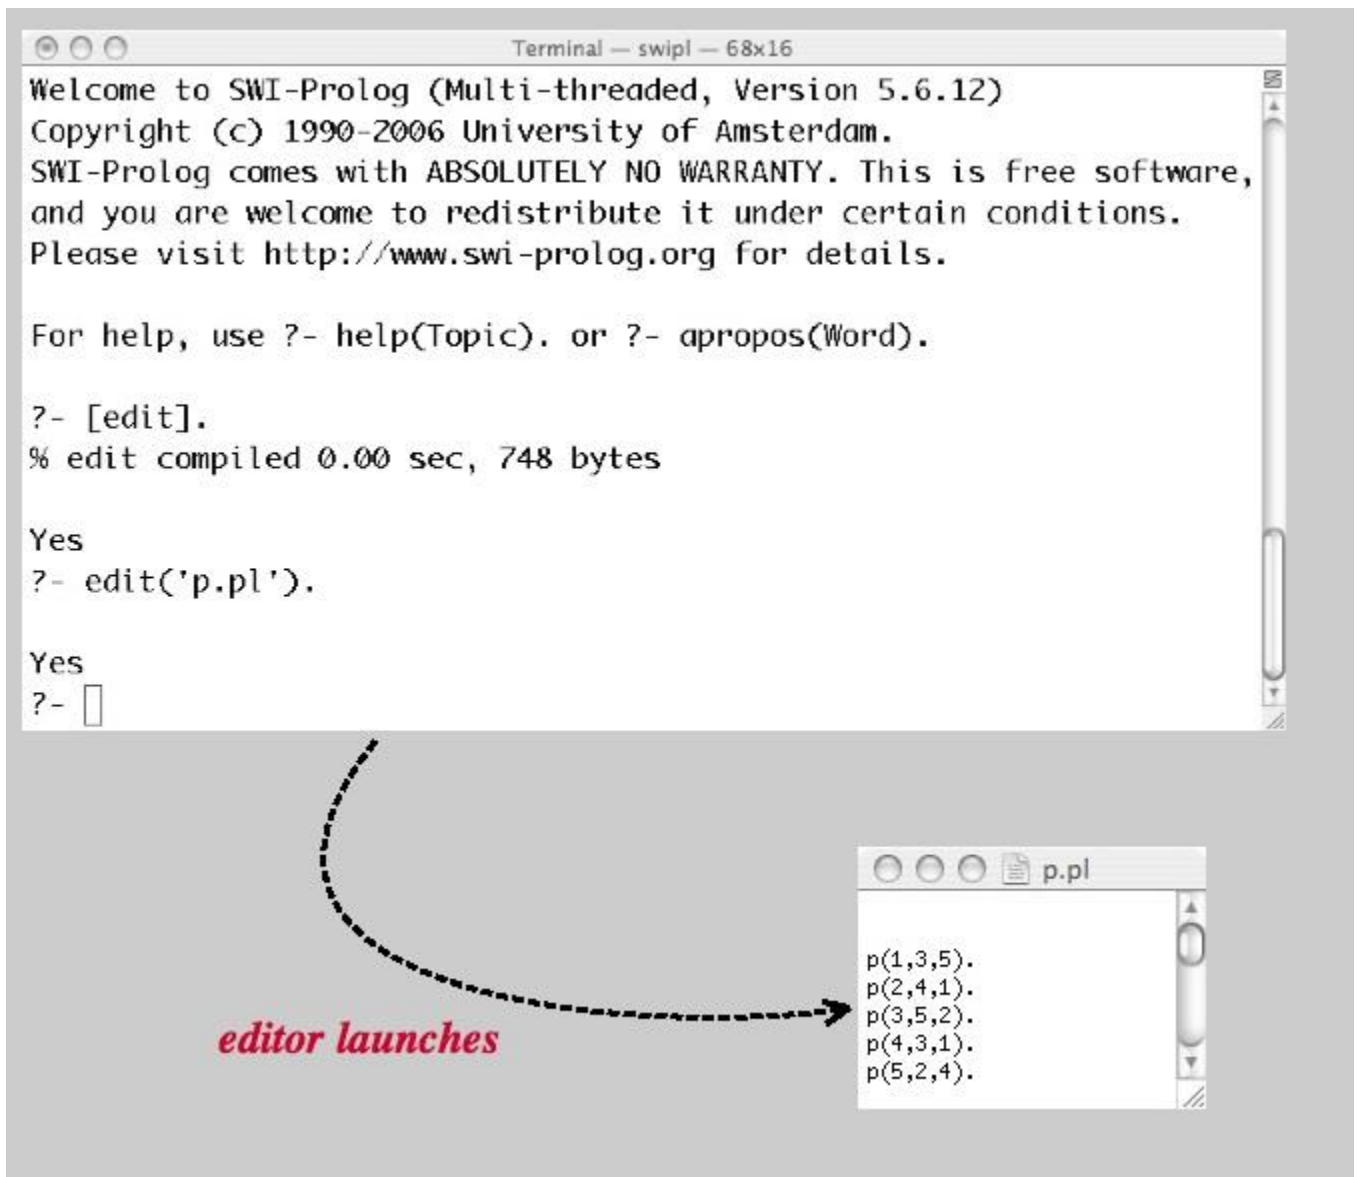 Terminal — swipl — 68x16
Welcome to SWI-Prolog (Multi-threaded, Version 5.6.12)
Copyright (c) 1990-2006 University of Amsterdam.
SWI-Prolog comes with ABSOLUTELY NO WARRANTY. This is free software,
and you are welcome to redistribute it under certain conditions.
Please visit http://www.swi-prolog.org for details.
For help, use ?- help(Topic). or ?- apropos(Word).
?- [edit].
% edit compiled 0.00 sec, 748 bytes
Yes
?- edit('p.pl').
Yes
?-
p.pl
p(1,3,5).
p(2,4,1).
p(3,5,2).
p(4,3,1).
p(5,2,4).
editor launches